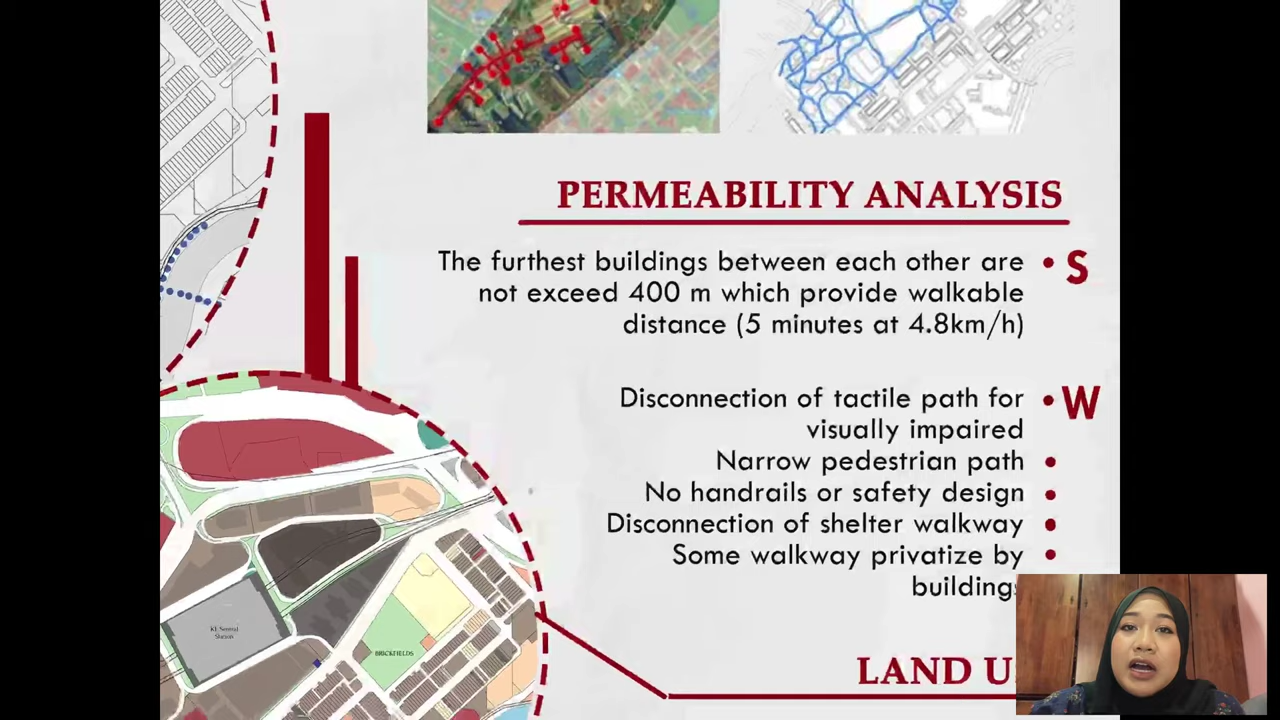 PERMEABILITY ANALYSIS
The furthest buildings between each other are
not exceed 400 m which provide walkable
distance (5 minutes at 4.8km/h)
• S
Disconnection of tactile path for
visually impaired
• W
Narrow pedestrian path •
No handrails or safety design •
Disconnection of shelter walkway •
Some walkway privatize by •
buildings
LAND U
KL Sentral
Station
BRICKFIELDS